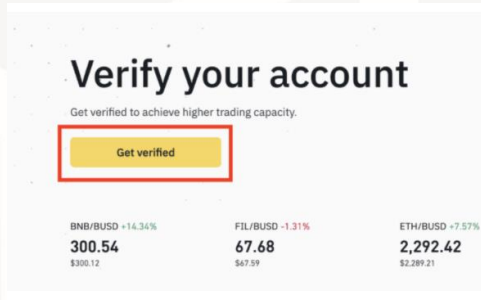 Verify your account
Get verified to achieve higher trading capacity.
Get verified
BNB/BUSD +14.34%
300.54
$300.12
FIL/BUSD -1.31%
67.68
$67.59
ETH/BUSD +7.57%
2,292.42
$2,289.21